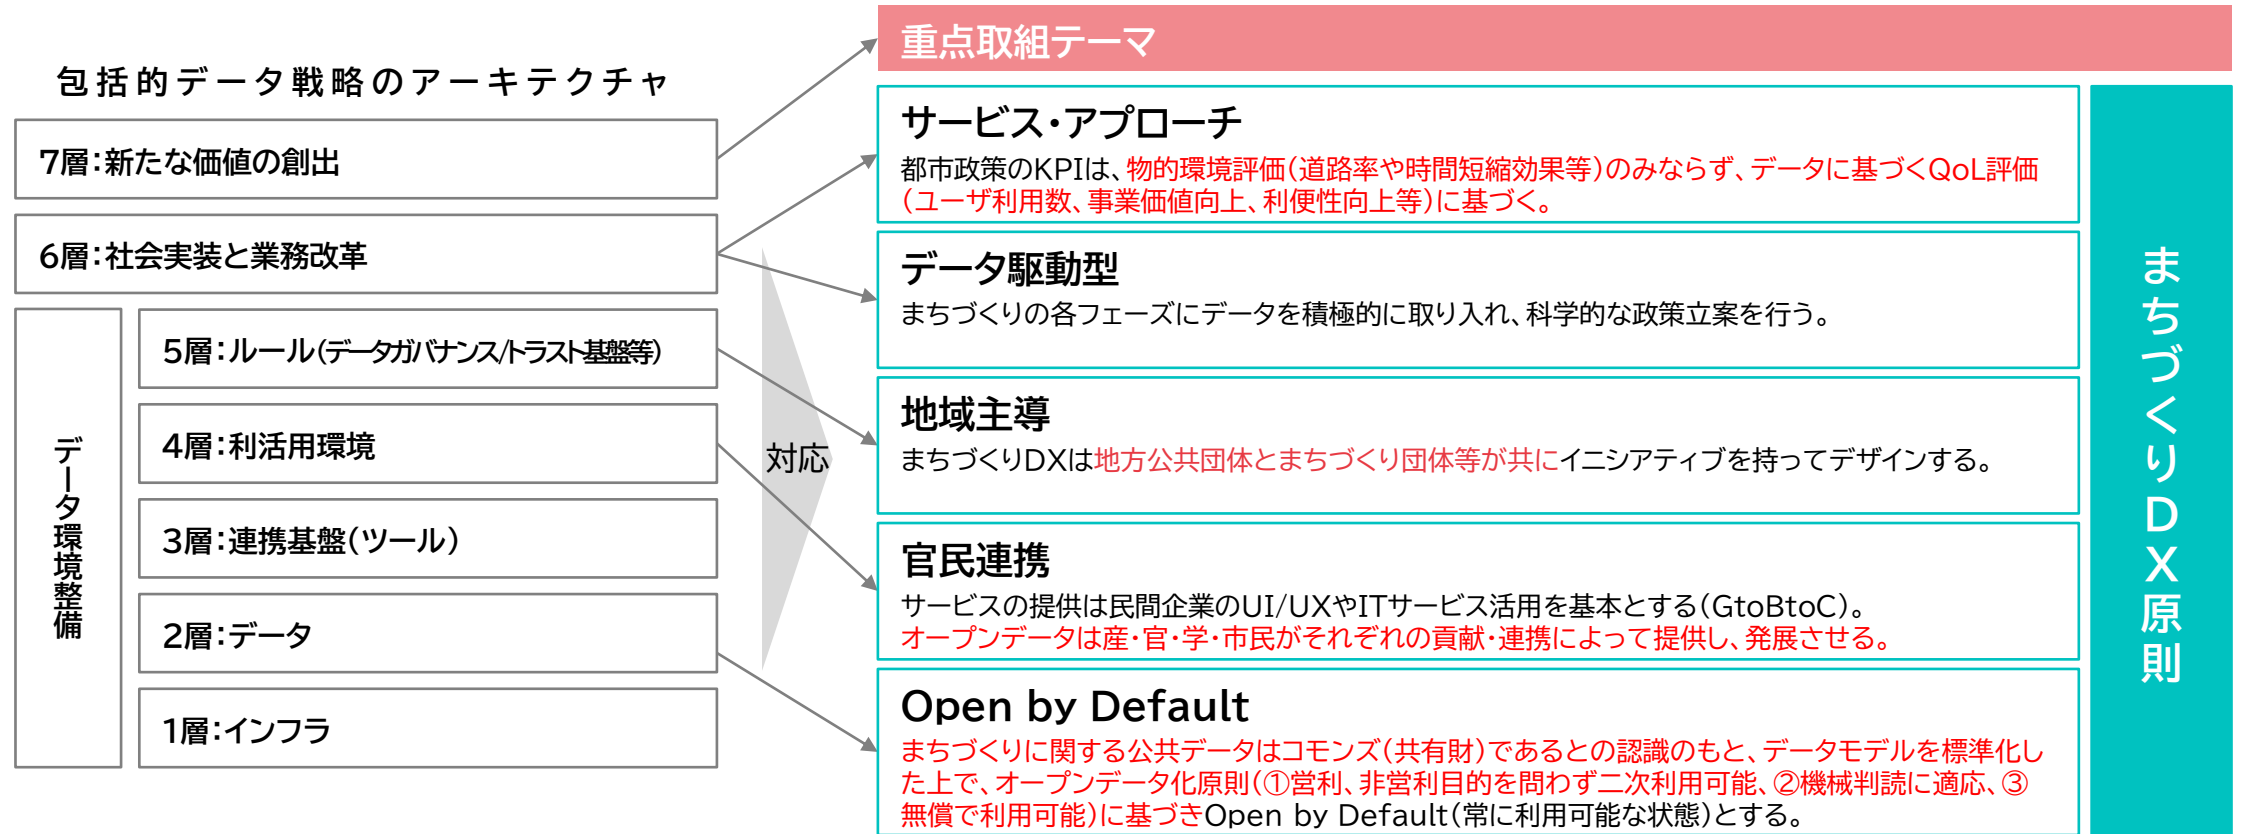 包括的データ戦略のアーキテクチャ
7層:新たな価値の創出
6層:社会実装と業務改革
データ環境整備
5層:ルール(データガバナンス/トラスト基盤等)
4層:利活用環境
3層:連携基盤(ツール)
2層:データ
1層:インフラ
対応
重点取組テーマ
サービス・アプローチ
都市政策のKPIは、物的環境評価(道路率や時間短縮効果等)のみならず、データに基づくQoL評価
(ユーザ利用数、事業価値向上、利便性向上等)に基づく。
データ駆動型
まちづくりの各フェーズにデータを積極的に取り入れ、科学的な政策立案を行う。
地域主導
まちづくりDXは地方公共団体とまちづくり団体等が共にイニシアティブを持ってデザインする。
官民連携
サービスの提供は民間企業のUI/UXやITサービス活用を基本とする(GtoBtoC)。
オープンデータは産・官・学・市民がそれぞれの貢献・連携によって提供し、発展させる。
Open by Default
まちづくりに関する公共データはコモンズ(共有財)であるとの認識のもと、データモデルを標準化し
た上で、オープンデータ化原則(①営利、非営利目的を問わず二次利用可能、②機械判読に適応、③
無償で利用可能)に基づきOpen by Default(常に利用可能な状態)とする。
まちづくりDX原則